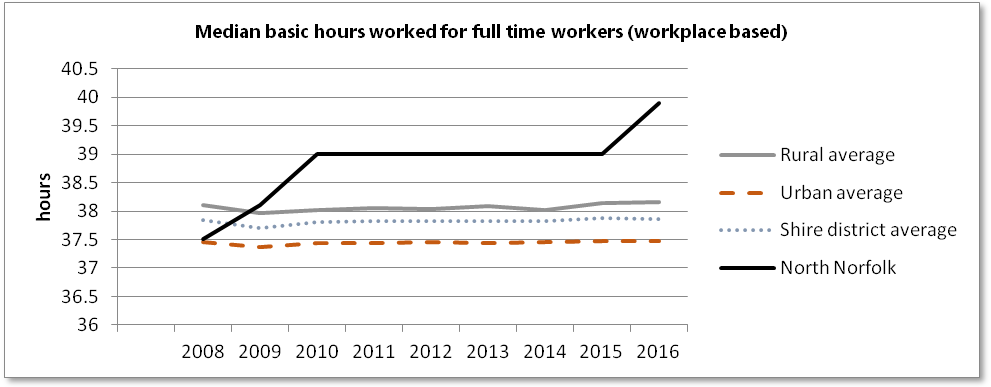 Median basic hours worked for full time workers (workplace based)
hours
40.5
40
39.5
39
38.5
38
37.5
37
36.5
36
2008 2009 2010 2011 2012 2013 2014 2015 2016
Rural average
Urban average
Shire district average
North Norfolk